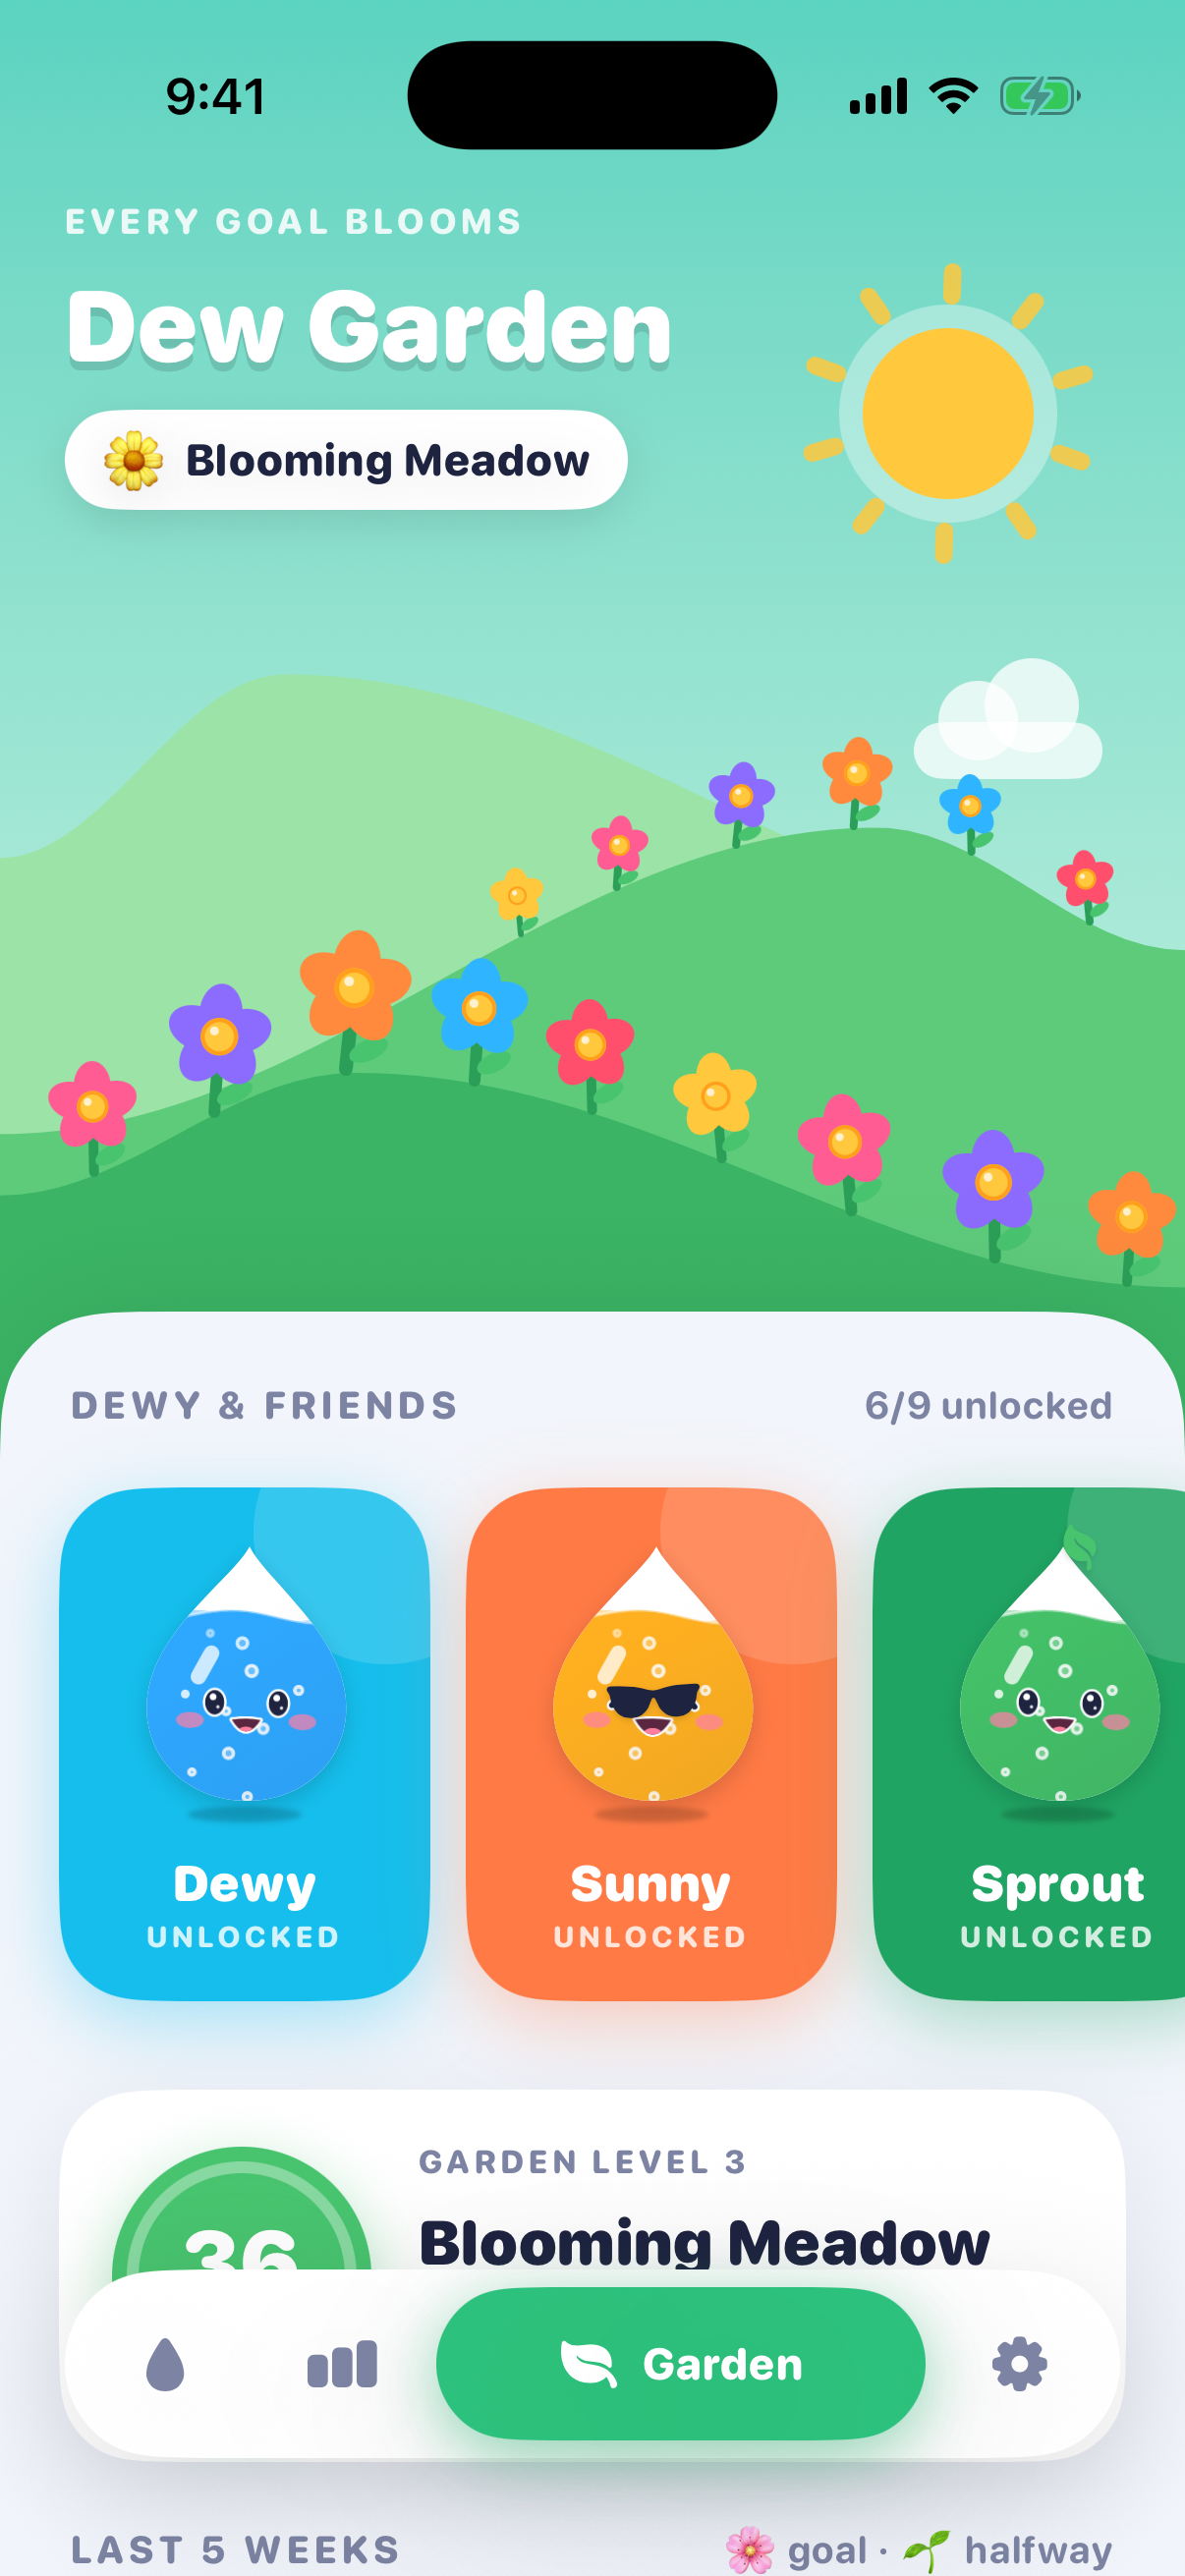 9:41
EVERY GOAL BLOOMS
Dew Garden
Blooming Meadow
DEWY & FRIENDS
6/9 unlocked
Dewy
UNLOCKED
Sunny
UNLOCKED
Sprout
UNLOCKED
36
GARDEN LEVEL 3
Blooming Meadow
Garden
LAST 5 WEEKS
🌸 goal · 🌱 halfway